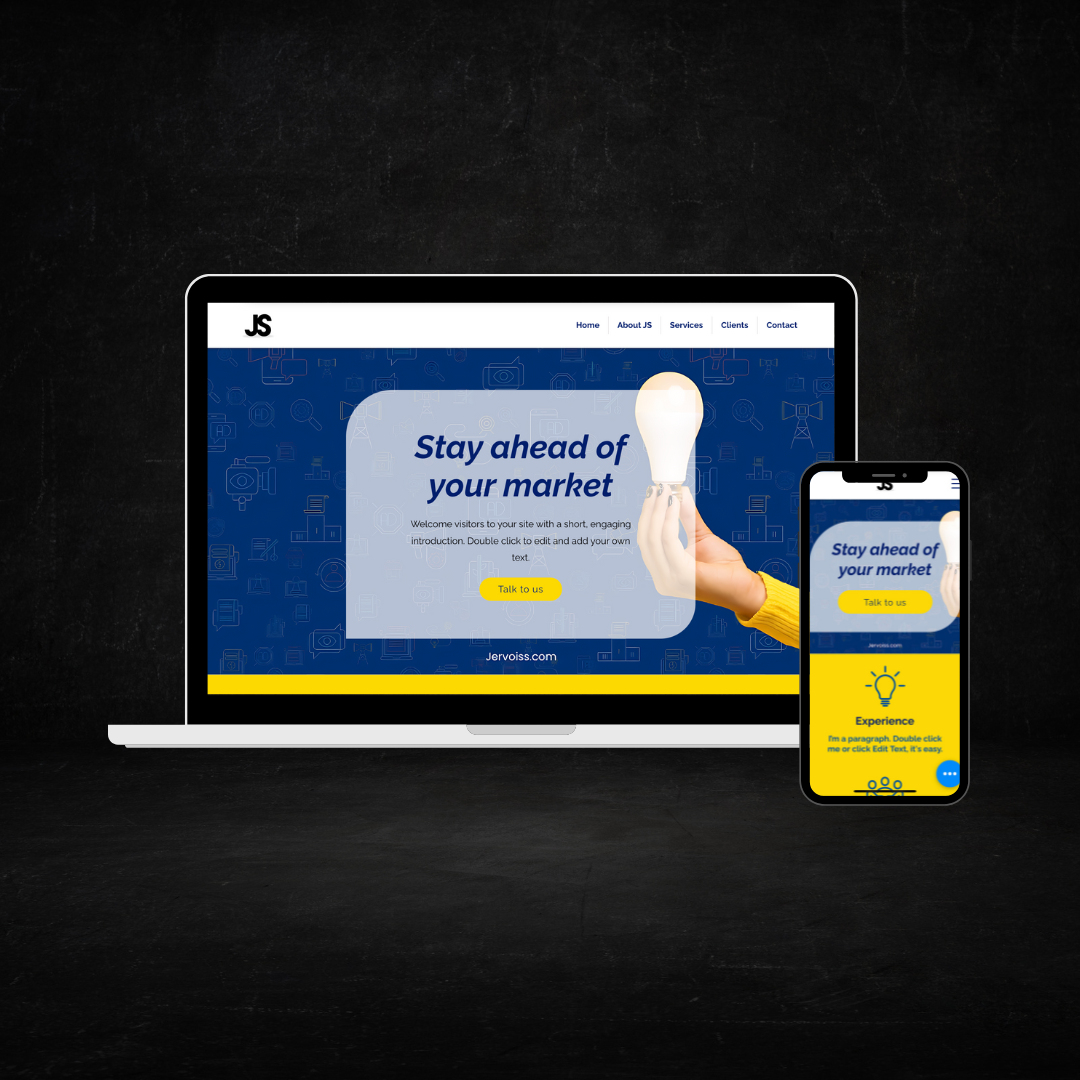 JS
Home
About JS
Services
Clients
Contact
Stay ahead of
your market
Welcome visitors to your site with a short, engaging
introduction. Double click to edit and add your own
text.
Talk to us
Jervoiss.com
JS
Stay ahead of
your market
Talk to us
Jervoiss.com
Experience
I'm a paragraph. Double click
me or click Edit Text, it's easy.